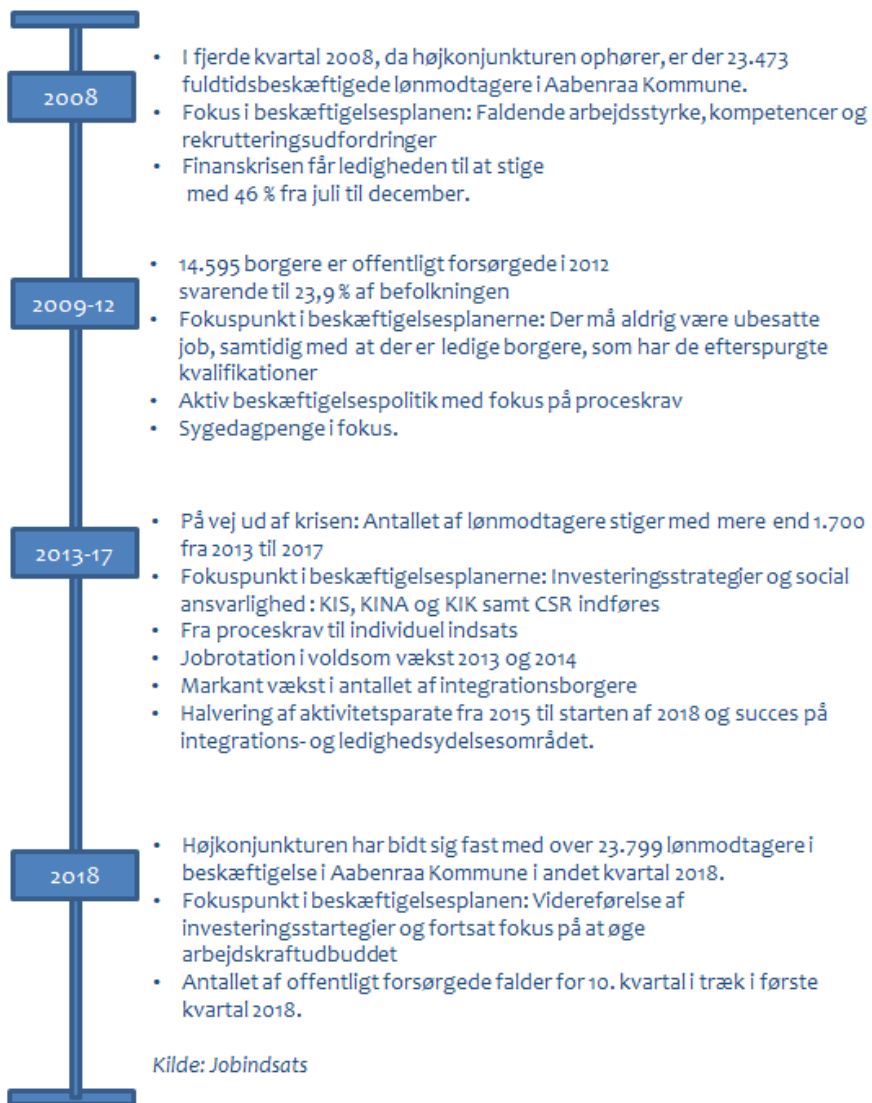 2008
• I fjerde kvartal 2008, da højkonjunkturen ophører, er der 23.473
fuldtidsbeskæftigede lønmodtagere i Aabenraa Kommune.
• Fokus i beskæftigelsesplanen: Faldende arbejdsstyrke, kompetencer og
rekrutteringsudfordringer
• Finanskrisen får ledigheden til at stige
med 46 % fra juli til december.
2009-12
• 14.595 borgere er offentligt forsørgede i 2012
svarende til 23,9 % af befolkningen
• Fokuspunkt i beskæftigelsesplanerne: Der må aldrig være ubesatte
job, samtidig med at der er ledige borgere, som har de efterspurgte
kvalifikationer
• Aktiv beskæftigelsespolitik med fokus på proceskrav
• Sygedagpenge i fokus.
2013-17
• På vej ud af krisen: Antallet af lønmodtagere stiger med mere end 1.700
fra 2013 til 2017
• Fokuspunkt i beskæftigelsesplanerne: Investeringsstrategier og social
ansvarlighed : KIS, KINA og KIK samt CSR indføres
• Fra proceskrav til individuel indsats
• Jobrotation i voldsom vækst 2013 og 2014
• Markant vækst i antallet af integrationsborgere
• Halvering af aktivitetsparate fra 2015 til starten af 2018 og succes på
integrations- og ledighedsydelsesområdet.
2018
• Højkonjunkturen har bidt sig fast med over 23.799 lønmodtagere i
beskæftigelse i Aabenraa Kommune i andet kvartal 2018.
• Fokuspunkt i beskæftigelsesplanen: Videreførelse af
investeringsstartegier og fortsat fokus på at øge
arbejdskraftudbuddet
• Antallet af offentligt forsørgede falder for 10. kvartal i træk i første
kvartal 2018.
Kilde: Jobindsats